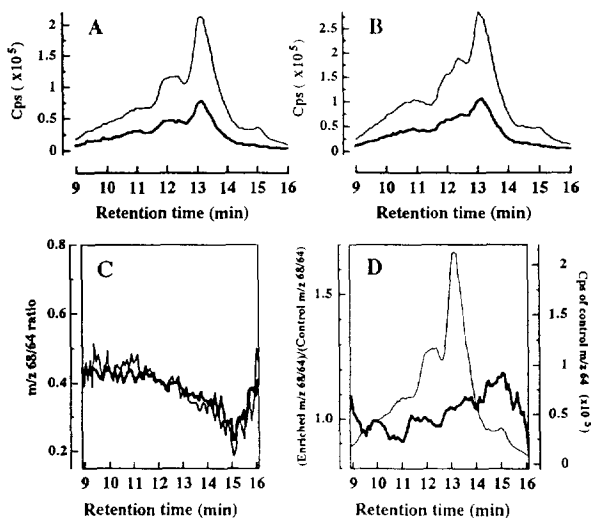 A
Cps ( x10⁵)
2
1.5
1
0.5
0
9 10 11 12 13 14 15 16
Retention time (min)
B
Cps ( x10⁵)
2.5
2
1.5
1
0.5
0
9 10 11 12 13 14 15 16
Retention time (min)
C
m/z 68/64 ratio
0.8
0.6
0.4
0.2
9 10 11 12 13 14 15 16
Retention time (min)
D
(Enriched m/z 68/64)/(Control m/z 68/64)
1.5
1.0
2
1.5
1
0.5
0
Cps of control m/z 64 (x10⁵)
9 10 11 12 13 14 15 16
Retention time (min)